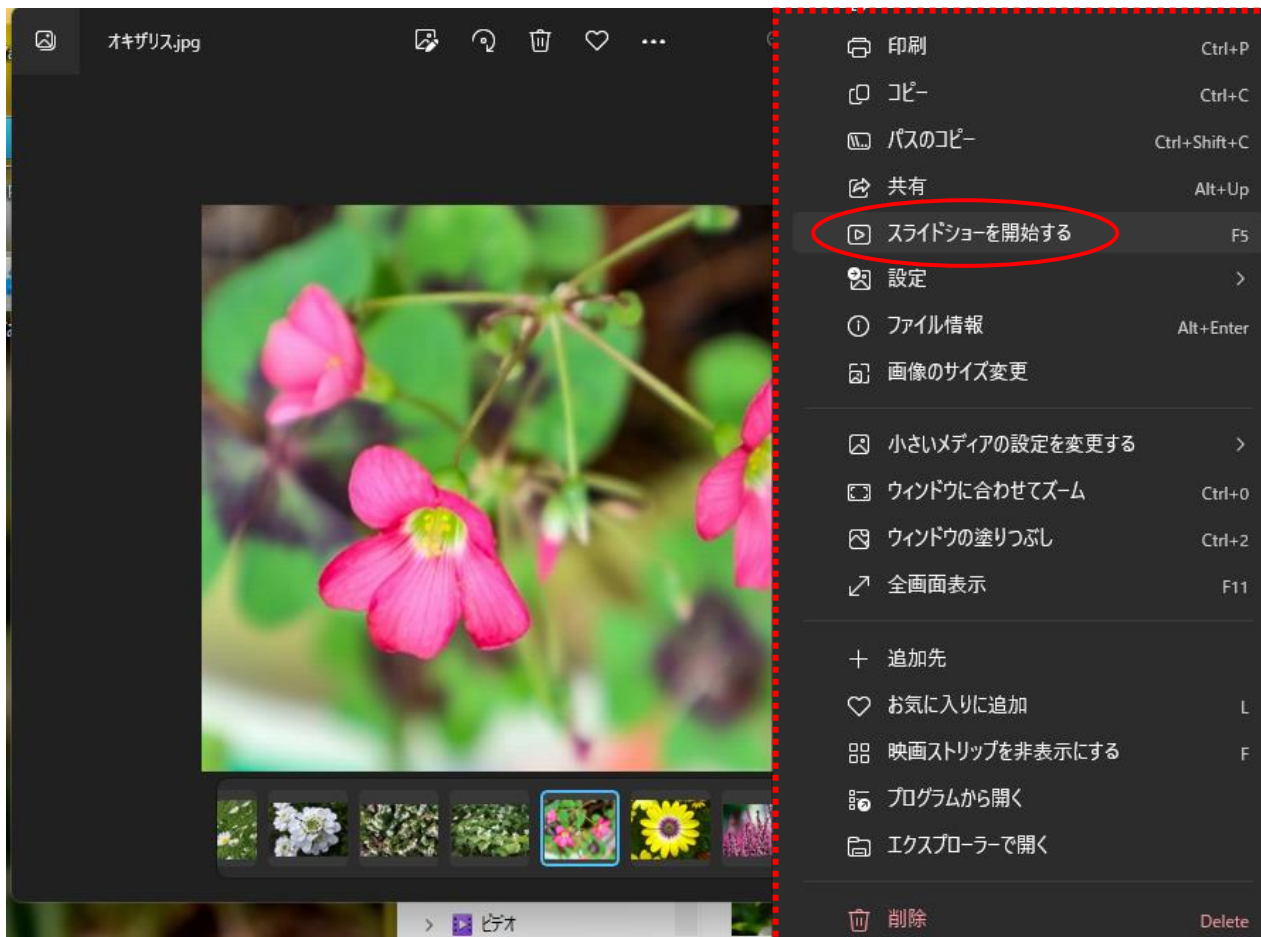 オキザリス.jpg
印刷 Ctrl+P
コピー Ctrl+C
パスのコピー Ctrl+Shift+C
共有 Alt+Up
スライドショーを開始する F5
設定
ファイル情報 Alt+Enter
画像のサイズ変更
小さいメディアの設定を変更する
ウィンドウに合わせてズーム Ctrl+0
ウィンドウの塗りつぶし Ctrl+2
全画面表示 F11
追加先
お気に入りに追加 L
映画ストリップを非表示にする F
プログラムから開く
エクスプローラーで開く
削除 Delete
ビデオ